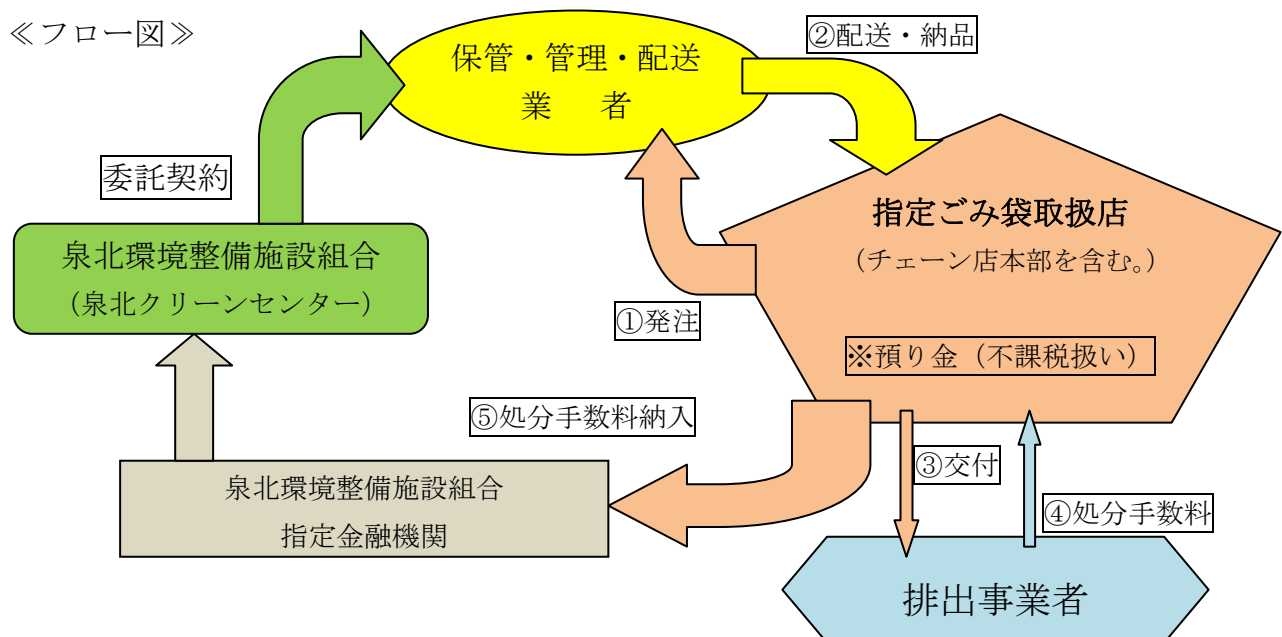 ≪フロー図≫
保管・管理・配送
業　者
②配送・納品
委託契約
指定ごみ袋取扱店
（チェーン店本部を含む。）
泉北環境整備施設組合
（泉北クリーンセンター）
①発注
※預り金（不課税扱い）
⑤処分手数料納入
③交付
泉北環境整備施設組合
指定金融機関
④処分手数料
排出事業者